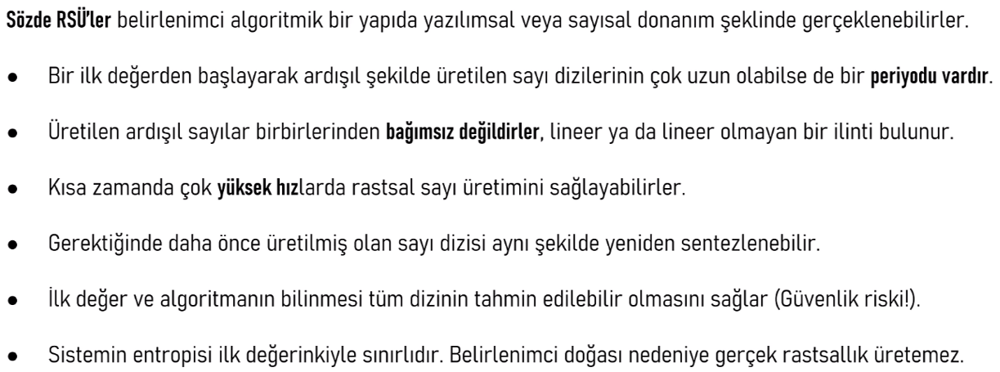 Sözde RSÜ'ler belirlenimci algoritmik bir yapıda yazılımsal veya sayısal donanım şeklinde gerçeklenebilirler.
● Bir ilk değerden başlayarak ardışıl şekilde üretilen sayı dizilerinin çok uzun olabilse de bir periyodu vardır.
● Üretilen ardışıl sayılar birbirlerinden bağımsız değildirler, lineer ya da lineer olmayan bir ilinti bulunur.
● Kısa zamanda çok yüksek hızlarda rastsal sayı üretimini sağlayabilirler.
● Gerektiğinde daha önce üretilmiş olan sayı dizisi aynı şekilde yeniden sentezlenebilir.
● İlk değer ve algoritmanın bilinmesi tüm dizinin tahmin edilebilir olmasını sağlar (Güvenlik riski!).
● Sistemin entropisi ilk değerinkiyle sınırlıdır. Belirlenimci doğası nedeniye gerçek rastsallık üretemez.